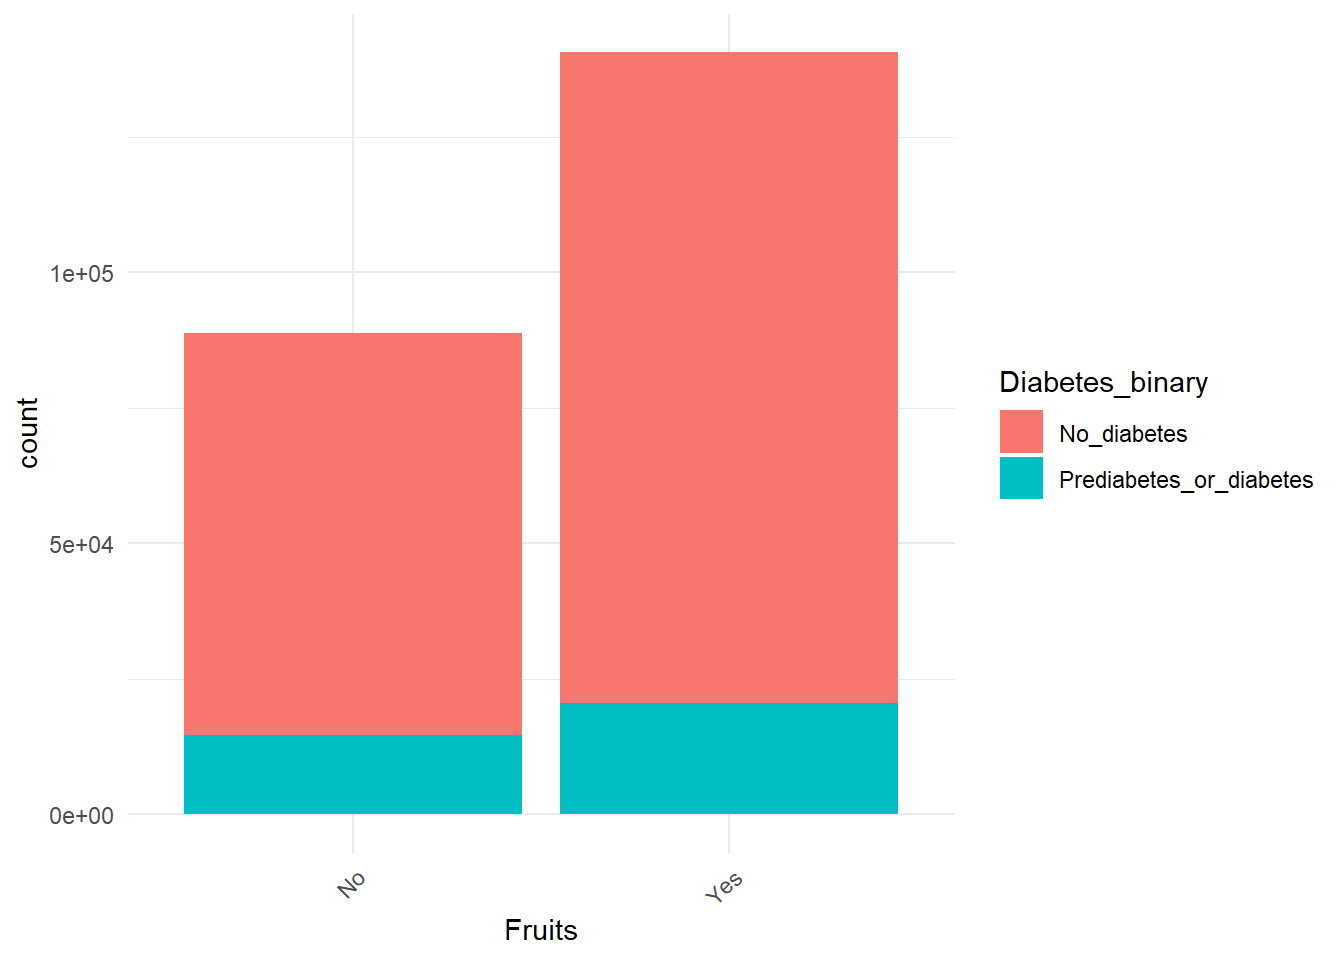 1e+05
5e+04
0e+00
count
No
Yes
Fruits
Diabetes_binary
No_diabetes
Prediabetes_or_diabetes